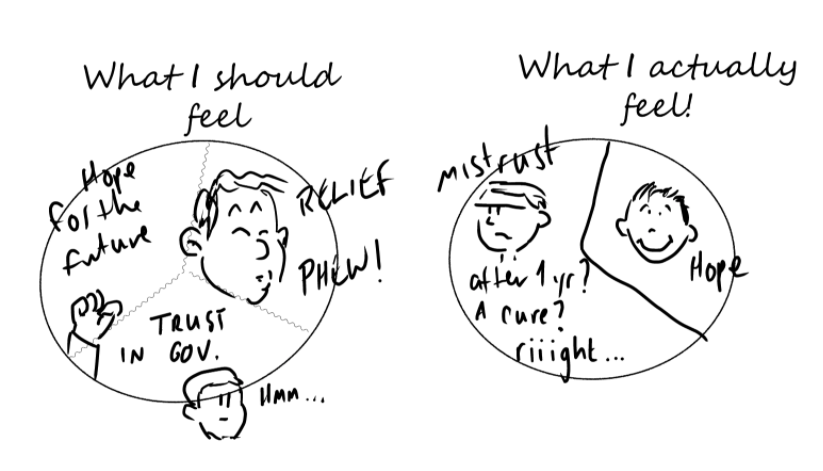 What I should
feel
Hope
for the
future
RELIEF
PHEW!
TRUST
IN GOV.
Hmm...
What I actually
feel!
mistrust
after 1 yr?
A cure?
riiight...
Hope